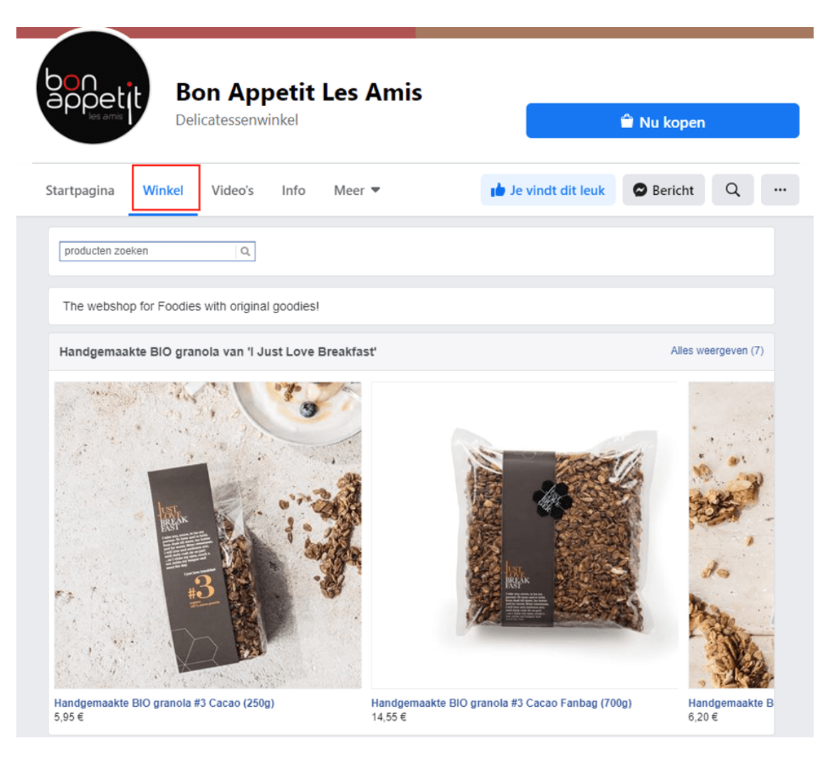 bon
appetit
les amis
Bon Appetit Les Amis
Delicatessenwinkel
Nu kopen
Startpagina Winkel Video's Info Meer Je vindt dit leuk Bericht ...
producten zoeken
The webshop for Foodies with original goodies!
Handgemaakte BIO granola van 'I Just Love Breakfast' Alles weergeven (7)
I
JUST
LOVE
BREAK
FAST
#3
I
JUST
LOVE
BREAK
FAST
Handgemaakte BIO granola #3 Cacao (250g) Handgemaakte BIO granola #3 Cacao Fanbag (700g) Handgemaakte B
5,95 € 14,55 € 6,20 €